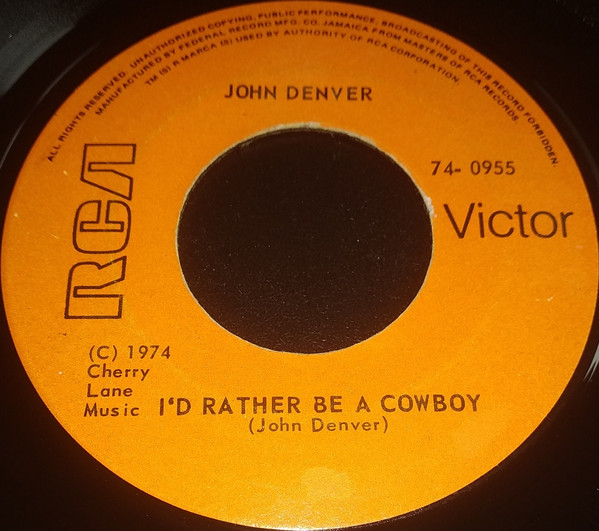 ALL RIGHTS RESERVED. UNAUTHORIZED COPYING, PUBLIC PERFORMANCE, BROADCASTING OF THIS RECORD FORBIDDEN.
MANUFACTURED BY FEDERAL RECORD MFG. CO. JAMAICA FROM MASTERS OF RCA RECORDS.
TM (S) R MARCA (S) USED BY AUTHORITY OF RCA CORPORATION.
JOHN DENVER
74- 0955
RCA
Victor
(C) 1974
Cherry
Lane
Music
I'D RATHER BE A COWBOY
(John Denver)